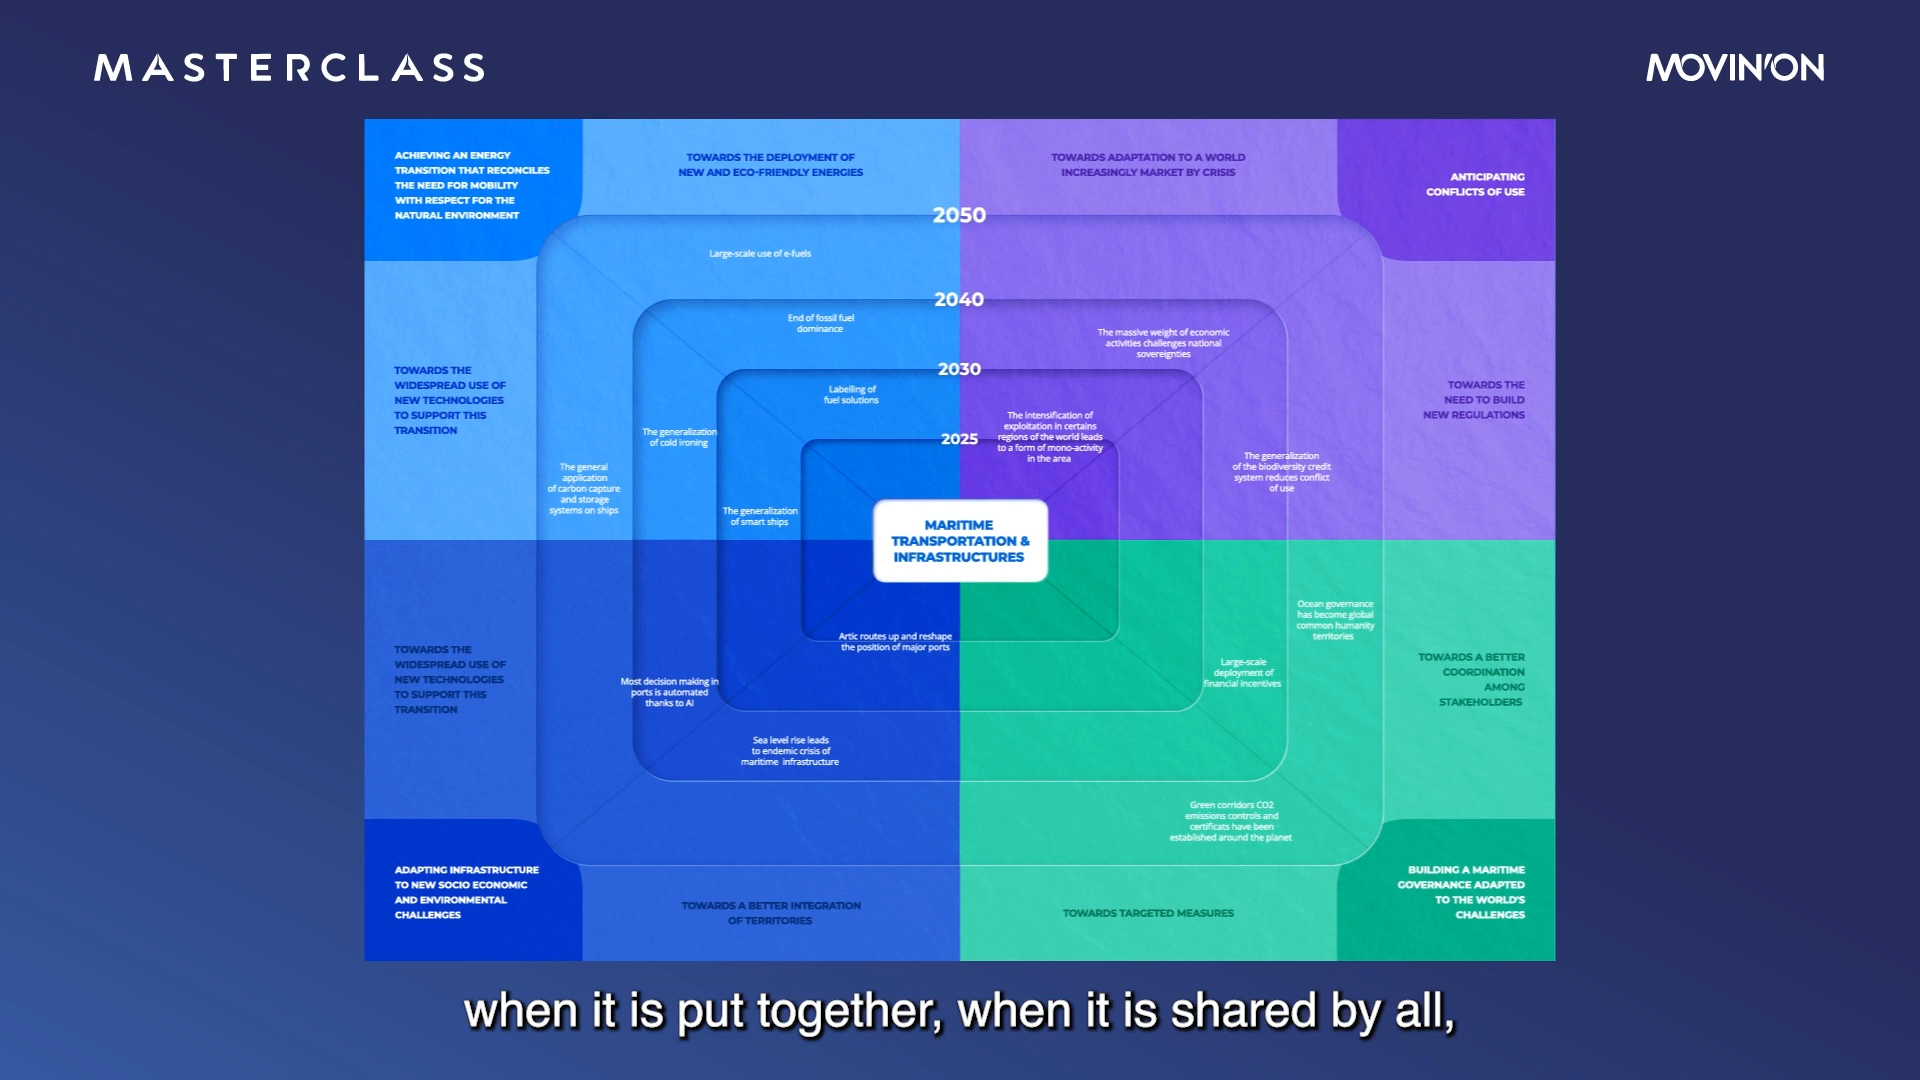 MASTERCLASS
MOVIN'ON
ACHIEVING AN ENERGY
TRANSITION THAT RECONCILES
THE NEED FOR MOBILITY
WITH RESPECT FOR THE
NATURAL ENVIRONMENT
TOWARDS THE DEPLOYMENT OF
NEW AND ECO-FRIENDLY ENERGIES
TOWARDS ADAPTATION TO A WORLD
INCREASINGLY MARKET BY CRISIS
ANTICIPATING
CONFLICTS OF USE
2050
Large-scale use of e-fuels
2040
End of fossil fuel
dominance
The massive weight of economic
activities challenges national
sovereignties
2030
Labelling of
fuel solutions
TOWARDS THE
WIDESPREAD USE OF
NEW TECHNOLOGIES
TO SUPPORT THIS
TRANSITION
TOWARDS THE
NEED TO BUILD
NEW REGULATIONS
The generalization
of cold ironing
2025
The intensification of
exploitation in certains
regions of the world leads
to a form of mono-activity
in the area
The general
application
of carbon capture
and storage
systems on ships
The generalization
of the biodiversity credit
system reduces conflict
of use
The generalization
of smart ships
MARITIME
TRANSPORTATION &
INFRASTRUCTURES
Ocean governance
has become global
common humanity
territories
Artic routes up and reshape
the position of major ports
TOWARDS THE
WIDESPREAD USE OF
NEW TECHNOLOGIES
TO SUPPORT THIS
TRANSITION
Most decision making in
ports is automated
thanks to AI
Large-scale
deployment of
financial incentives
TOWARDS A BETTER
COORDINATION
AMONG
STAKEHOLDERS
Sea level rise leads
to endemic crisis of
maritime infrastructure
Green corridors CO2
emissions controls and
certificats have been
established around the planet
ADAPTING INFRASTRUCTURE
TO NEW SOCIO ECONOMIC
AND ENVIRONMENTAL
CHALLENGES
TOWARDS A BETTER INTEGRATION
OF TERRITORIES
TOWARDS TARGETED MEASURES
BUILDING A MARITIME
GOVERNANCE ADAPTED
TO THE WORLD'S
CHALLENGES
when it is put together, when it is shared by all,